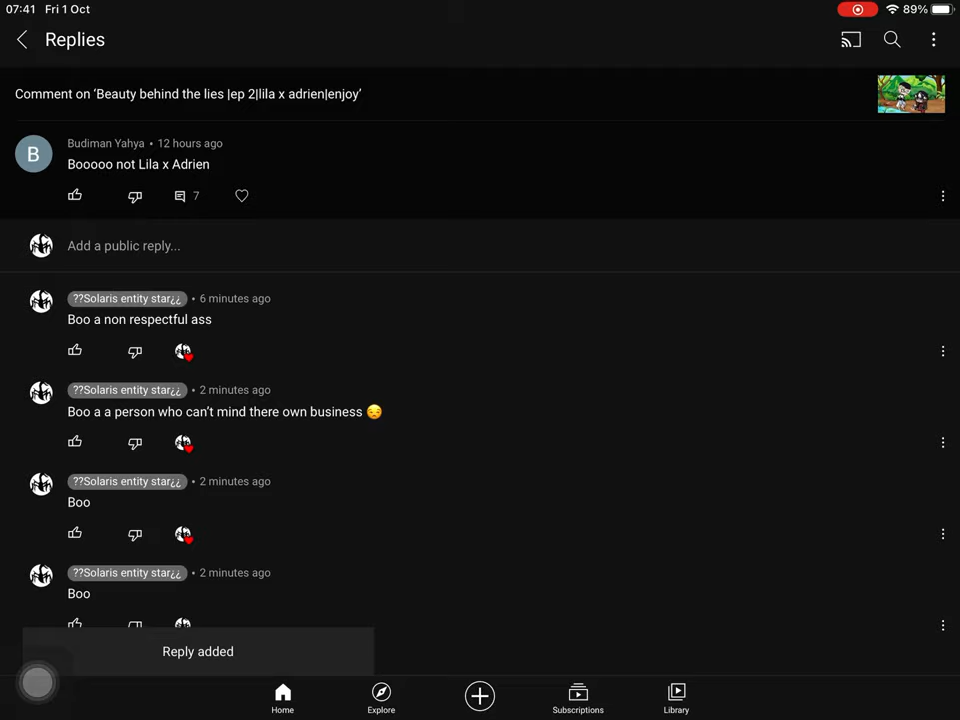 07:41 Fri 1 Oct 89%
Replies
Comment on ‘Beauty behind the lies |ep 2|lila x adrien|enjoy’
B
Budiman Yahya • 12 hours ago
Booooo not Lila x Adrien
7
Add a public reply...
??Solaris entity star¿¿ • 6 minutes ago
Boo a non respectful ass
??Solaris entity star¿¿ • 2 minutes ago
Boo a a person who can’t mind there own business 😒
??Solaris entity star¿¿ • 2 minutes ago
Boo
??Solaris entity star¿¿ • 2 minutes ago
Boo
Reply added
Home Explore Subscriptions Library